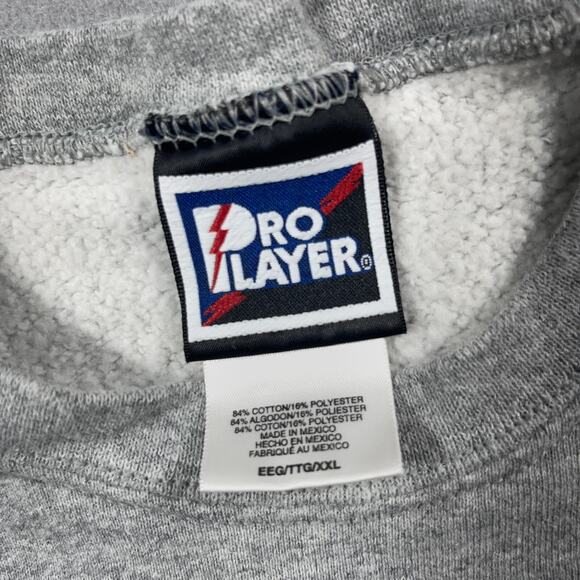 PRO
PLAYER®
84% COTTON/16% POLYESTER
84% ALGODON/16% POLIESTER
84% COTON/16% POLYESTER
MADE IN MEXICO
HECHO EN MEXICO
FABRIQUÉ AU MEXICO
EEG/TTG/XXL